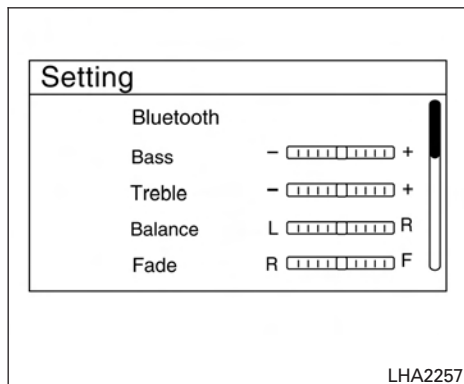 Setting
Bluetooth
Bass - +
Treble - +
Balance L R
Fade R F
LHA2257